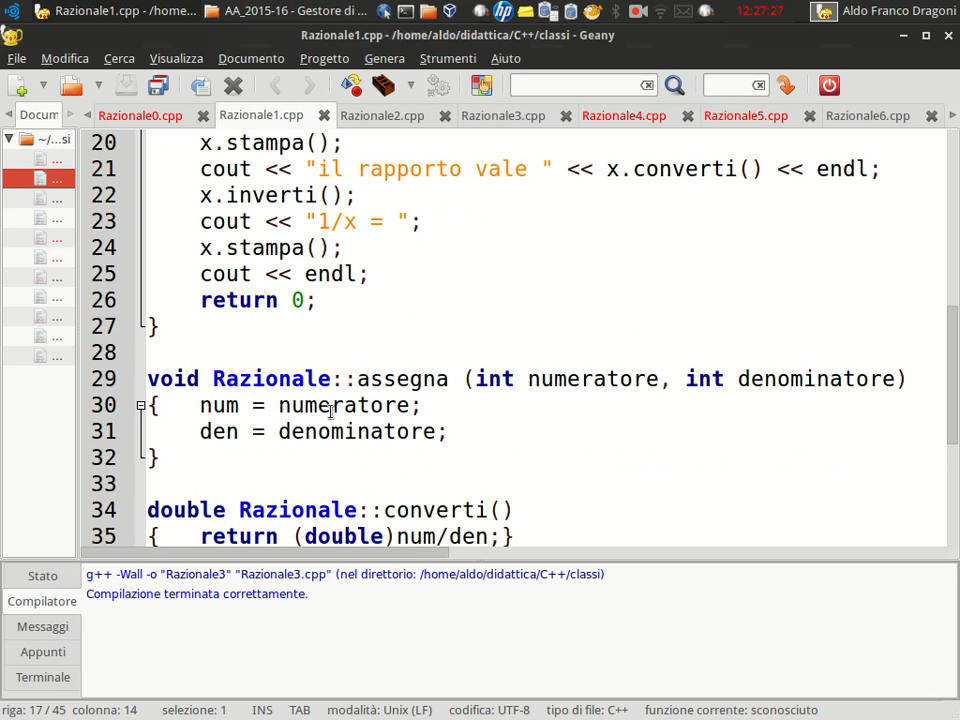 Razionale1.cpp - /home...
AA_2015-16 - Gestore di ...
12:27:27
Aldo Franco Dragoni
Razionale1.cpp - /home/aldo/didattica/C++/classi - Geany
File Modifica Cerca Visualizza Documento Progetto Genera Strumenti Aiuto
Docum
Razionale0.cpp Razionale1.cpp Razionale2.cpp Razionale3.cpp Razionale4.cpp Razionale5.cpp Razionale6.cpp
~/...si
...
...
...
...
...
...
...
...
...
...
...
20 x.stampa();
21 cout << "il rapporto vale " << x.converti() << endl;
22 x.inverti();
23 cout << "1/x = ";
24 x.stampa();
25 cout << endl;
26 return 0;
27 }
28
29 void Razionale::assegna (int numeratore, int denominatore)
30 { num = numeratore;
31 den = denominatore;
32 }
33
34 double Razionale::converti()
35 { return (double)num/den;}
Stato
Compilatore
Messaggi
Appunti
Terminale
g++ -Wall -o "Razionale3" "Razionale3.cpp" (nel direttorio: /home/aldo/didattica/C++/classi)
Compilazione terminata correttamente.
riga: 17 / 45 colonna: 14 selezione: 1 INS TAB modalità: Unix (LF) codifica: UTF-8 tipo di file: C++ funzione corrente: sconosciuto